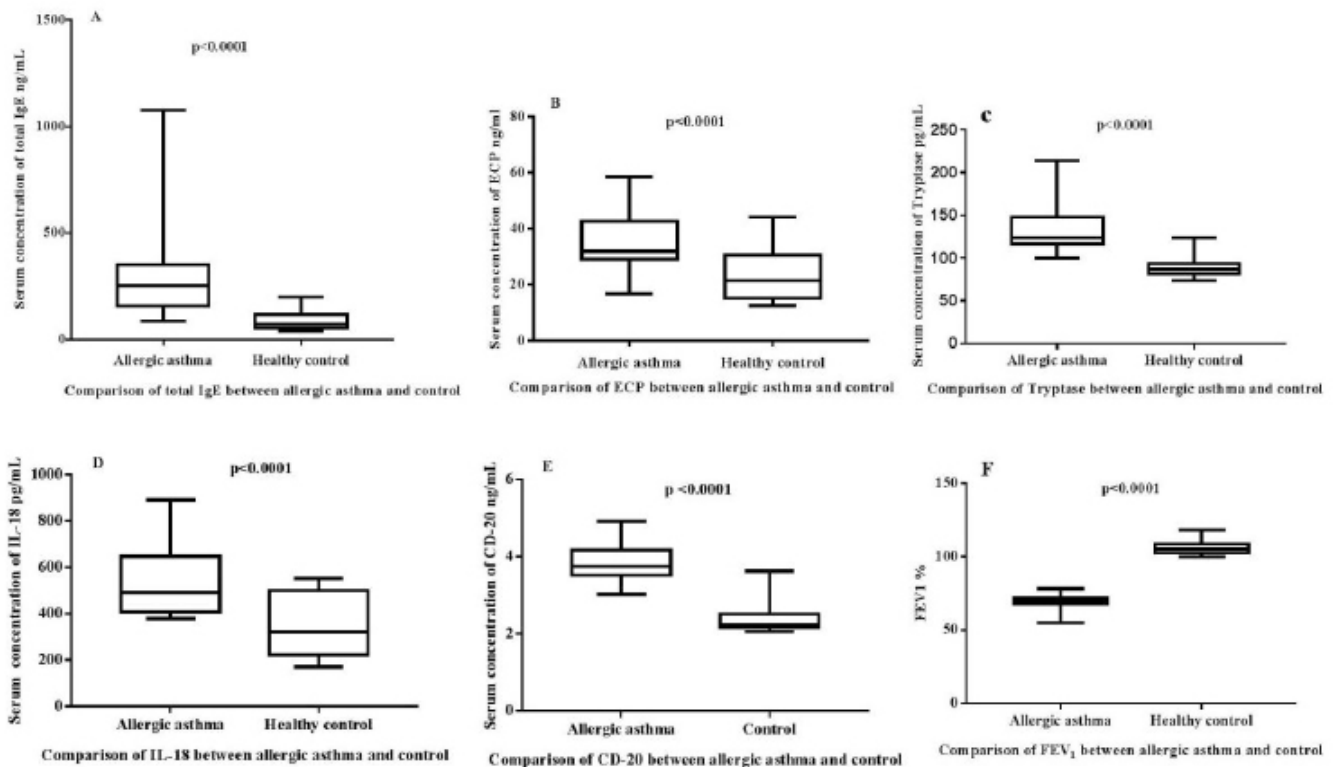 A
p<0.0001
Serum concentration of total IgE ng/mL
1500
1000
500
0
Allergic asthma Healthy control
Comparison of total IgE between allergic asthma and control
B
p<0.0001
Serum concentration of ECP ng/ml
80
60
40
20
0
Allergic asthma Healthy control
Comparison of ECP between allergic asthma and control
C
p<0.0001
Serum concentration of Tryptase pg/mL
250
200
150
100
50
0
Allergic asthma Healthy control
Comparison of Tryptase between allergic asthma and control
D
p<0.0001
Serum concentration of IL-18 pg/mL
1000
800
600
400
200
0
Allergic asthma Healthy control
Comparison of IL-18 between allergic asthma and control
E
p <0.0001
Serum concentration of CD-20 ng/mL
6
4
2
0
Allergic asthma Control
Comparison of CD-20 between allergic asthma and control
F
p<0.0001
FEV1 %
150
100
50
0
Allergic asthma Healthy control
Comparison of FEV₁ between allergic asthma and control